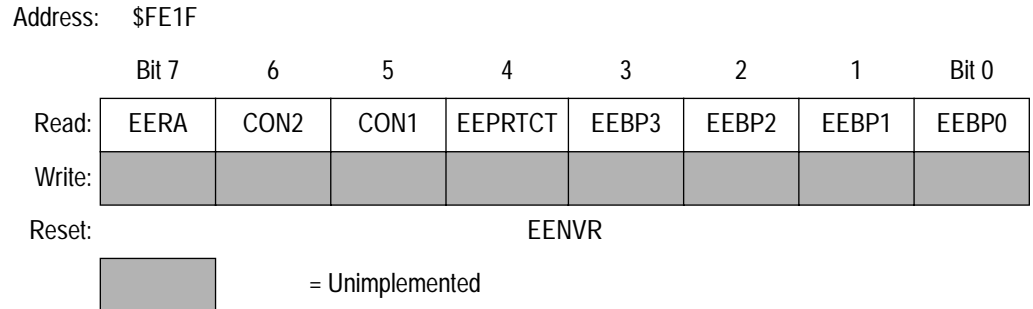 Address: $FE1F
Bit 7 6 5 4 3 2 1 Bit 0
Read: EERA CON2 CON1 EEPRTCT EEBP3 EEBP2 EEBP1 EEBP0
Write:
Reset: EENVR
= Unimplemented